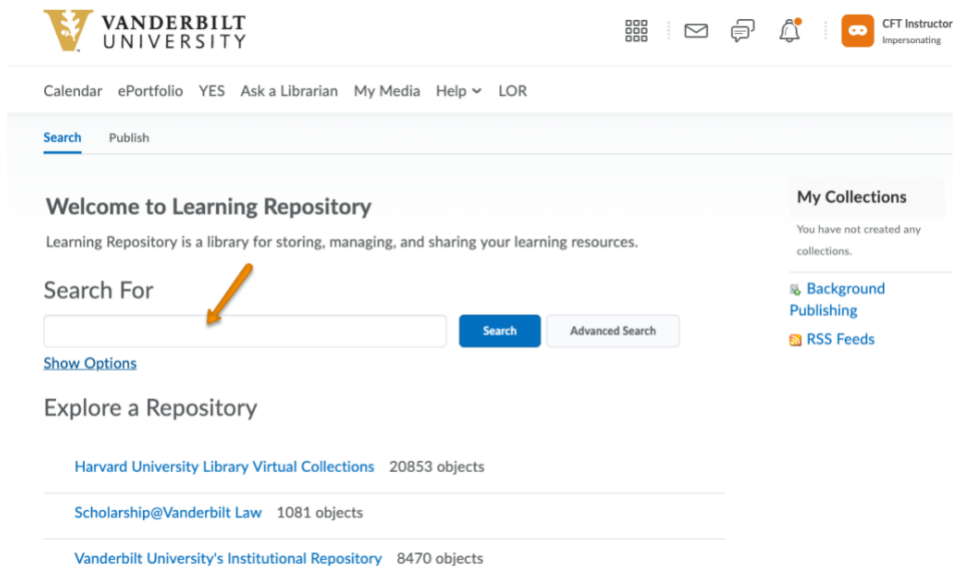 VANDERBILT
UNIVERSITY
CFT Instructor
Impersonating
Calendar ePortfolio YES Ask a Librarian My Media Help LOR
Search Publish
Welcome to Learning Repository
Learning Repository is a library for storing, managing, and sharing your learning resources.
Search For
Search Advanced Search
Show Options
Explore a Repository
Harvard University Library Virtual Collections 20853 objects
Scholarship@Vanderbilt Law 1081 objects
Vanderbilt University's Institutional Repository 8470 objects
My Collections
You have not created any
collections.
Background
Publishing
RSS Feeds